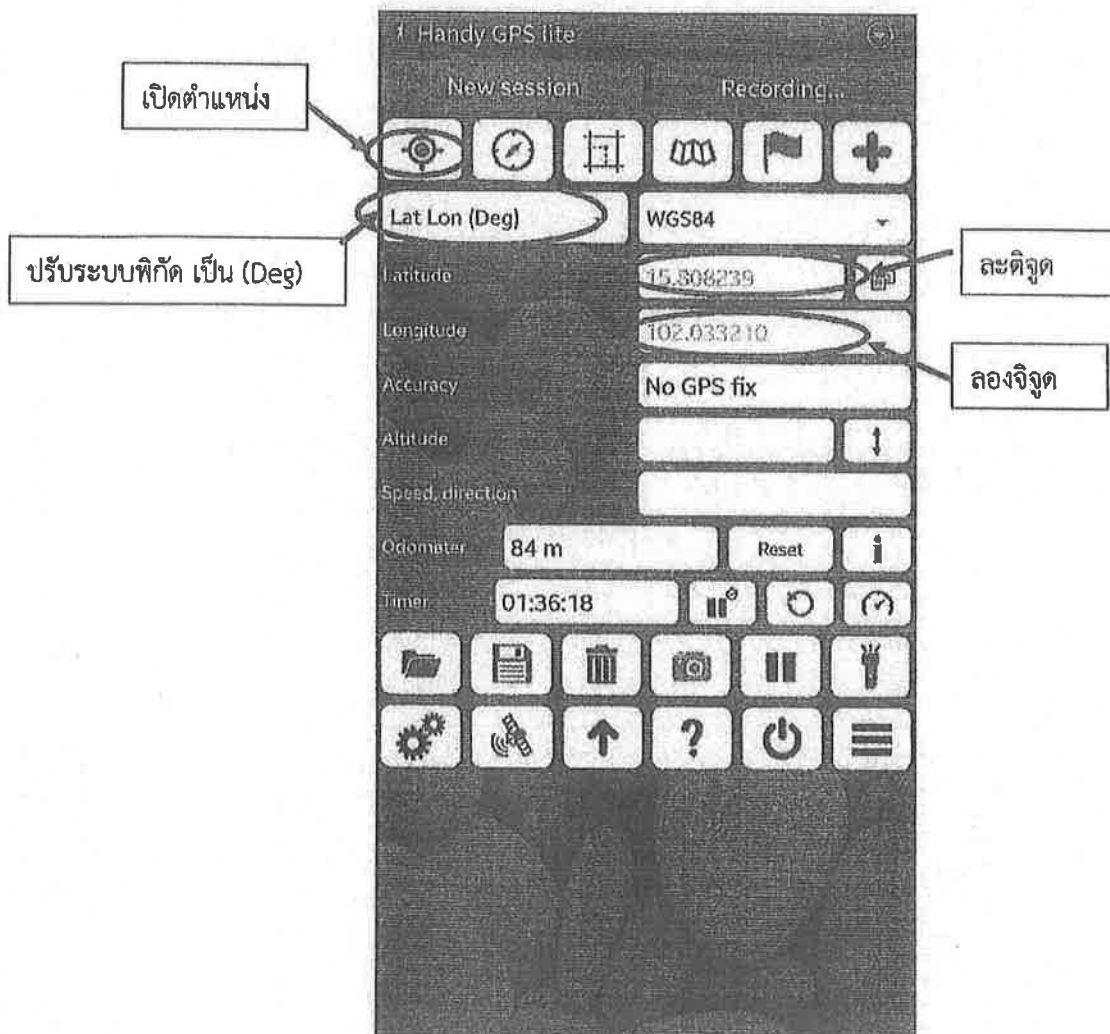 Handy GPS lite
New session
Recording...
เปิดตำแหน่ง
Lat Lon (Deg)
WGS84
ปรับระบบพิกัด เป็น (Deg)
Latitude
15.808239
ละติจูด
Longitude
102.033210
ลองจิจูด
Accuracy
No GPS fix
Altitude
Speed, direction
Odometer
84 m
Reset
Timer
01:36:18